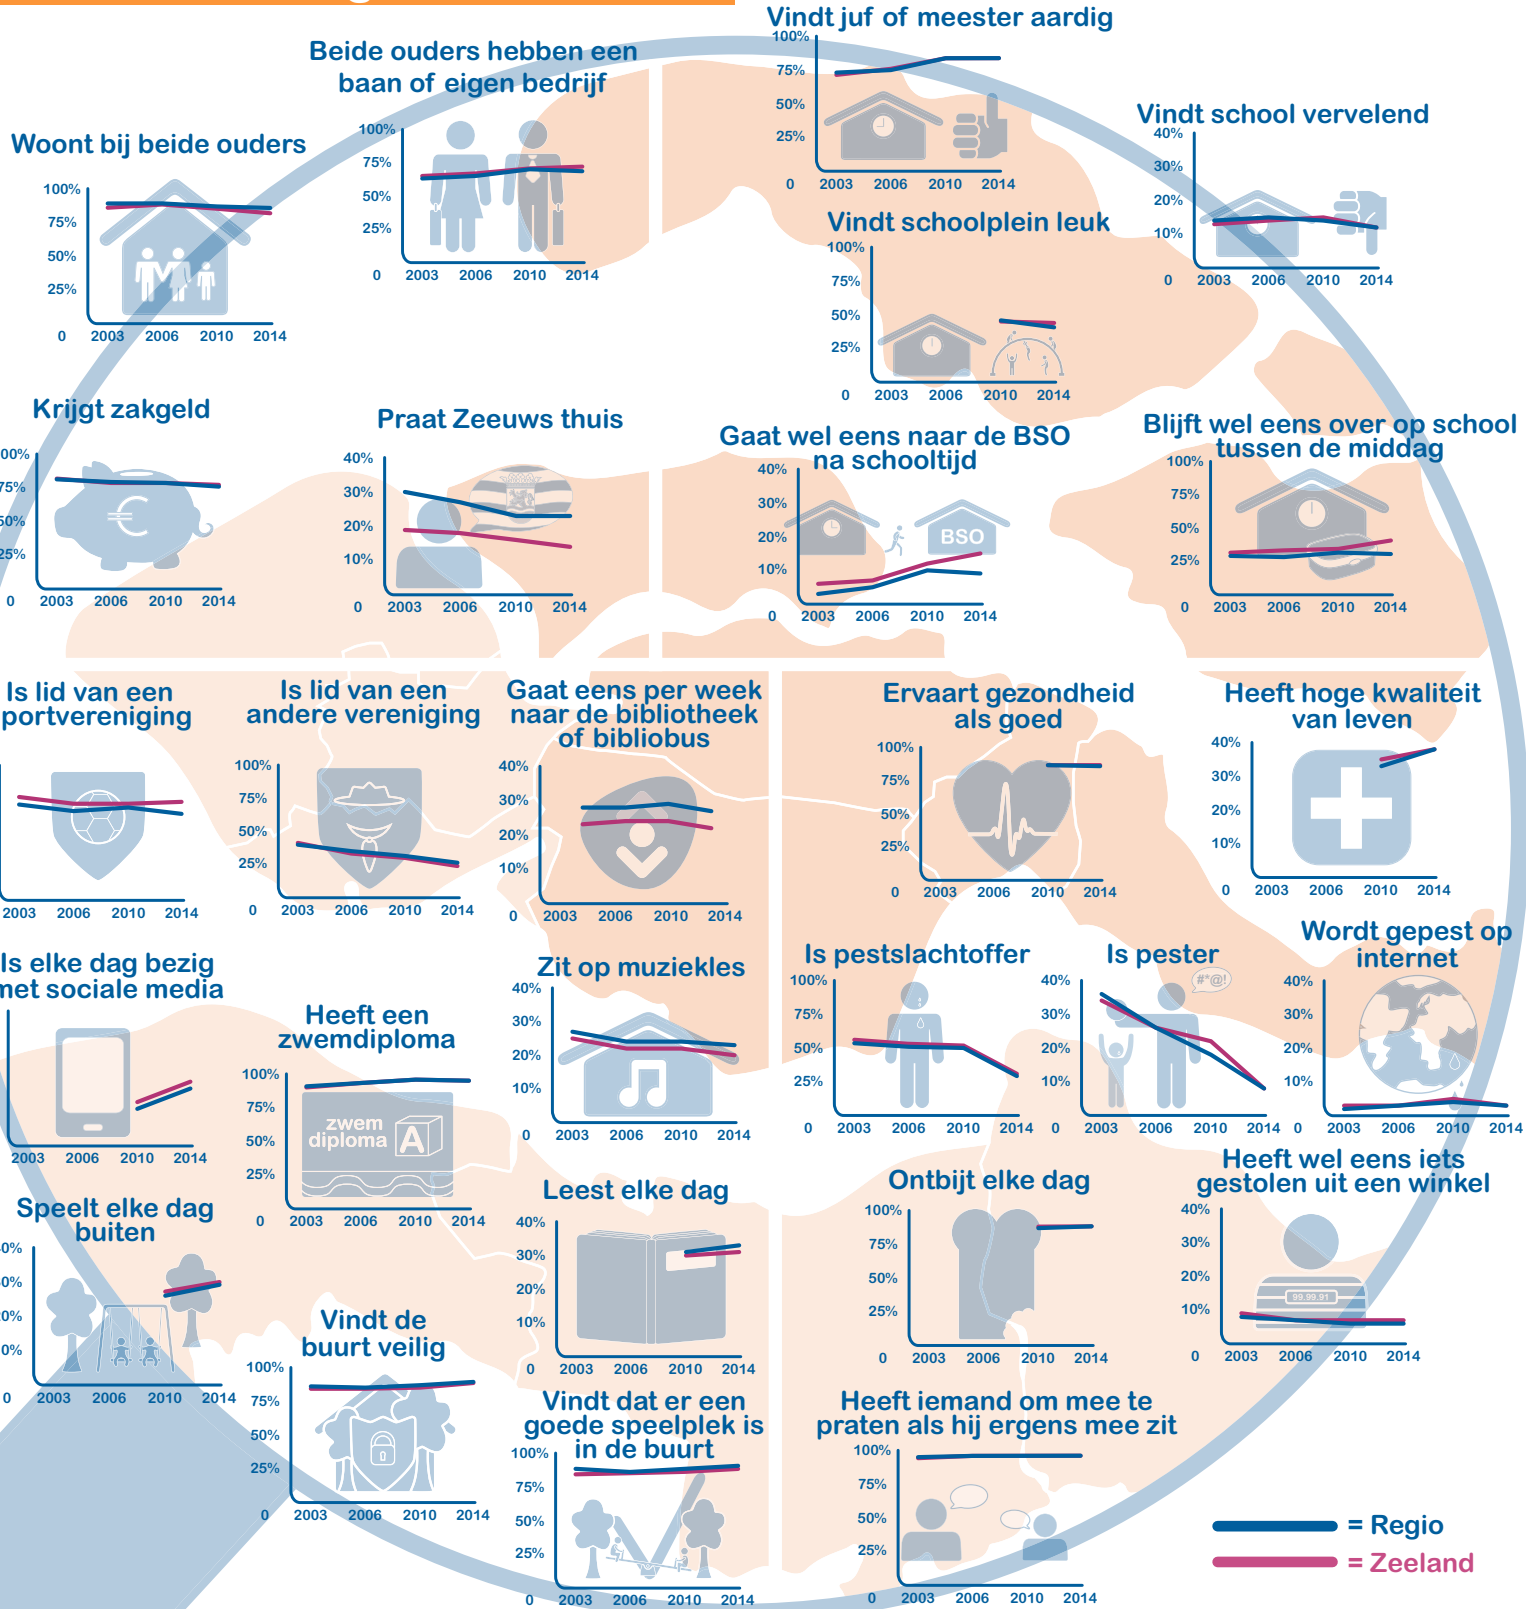 Vindt juf of meester aardig
100%
75%
50%
25%
0 2003 2006 2010 2014
Beide ouders hebben een
baan of eigen bedrijf
100%
75%
50%
25%
0 2003 2006 2010 2014
Vindt school vervelend
40%
30%
20%
10%
0 2003 2006 2010 2014
Woont bij beide ouders
100%
75%
50%
25%
0 2003 2006 2010 2014
Vindt schoolplein leuk
100%
75%
50%
25%
0 2003 2006 2010 2014
Krijgt zakgeld
00%
75%
50%
25%
0 2003 2006 2010 2014
€
Praat Zeeuws thuis
40%
30%
20%
10%
0 2003 2006 2010 2014
Gaat wel eens naar de BSO
na schooltijd
40%
30%
20%
10%
0 2003 2006 2010 2014
BSO
Blijft wel eens over op school
tussen de middag
100%
75%
50%
25%
0 2003 2006 2010 2014
Is lid van een
portvereniging
2003 2006 2010 2014
Is lid van een
andere vereniging
100%
75%
50%
25%
0 2003 2006 2010 2014
Gaat eens per week
naar de bibliotheek
of bibliobus
40%
30%
20%
10%
0 2003 2006 2010 2014
Ervaart gezondheid
als goed
100%
75%
50%
25%
0 2003 2006 2010 2014
Heeft hoge kwaliteit
van leven
40%
30%
20%
10%
0 2003 2006 2010 2014
Is elke dag bezig
met sociale media
2003 2006 2010 2014
Heeft een
zwemdiploma
100%
75%
50%
25%
0 2003 2006 2010 2014
zwem
diploma A
Zit op muziekles
40%
30%
20%
10%
0 2003 2006 2010 2014
Is pestslachtoffer
100%
75%
50%
25%
0 2003 2006 2010 2014
Is pester
40%
30%
20%
10%
0 2003 2006 2010 2014
#*@!
Wordt gepest op
internet
40%
30%
20%
10%
0 2003 2006 2010 2014
Speelt elke dag
buiten
0%
0%
20%
0%
0 2003 2006 2010 2014
Vindt de
buurt veilig
100%
75%
50%
25%
0 2003 2006 2010 2014
Leest elke dag
40%
30%
20%
10%
0 2003 2006 2010 2014
Ontbijt elke dag
100%
75%
50%
25%
0 2003 2006 2010 2014
Heeft wel eens iets
gestolen uit een winkel
40%
30%
20%
10%
0 2003 2006 2010 2014
99.99.91
Vindt dat er een
goede speelplek is
in de buurt
100%
75%
50%
25%
0 2003 2006 2010 2014
Heeft iemand om mee te
praten als hij ergens mee zit
100%
75%
50%
25%
0 2003 2006 2010 2014
= Regio
= Zeeland